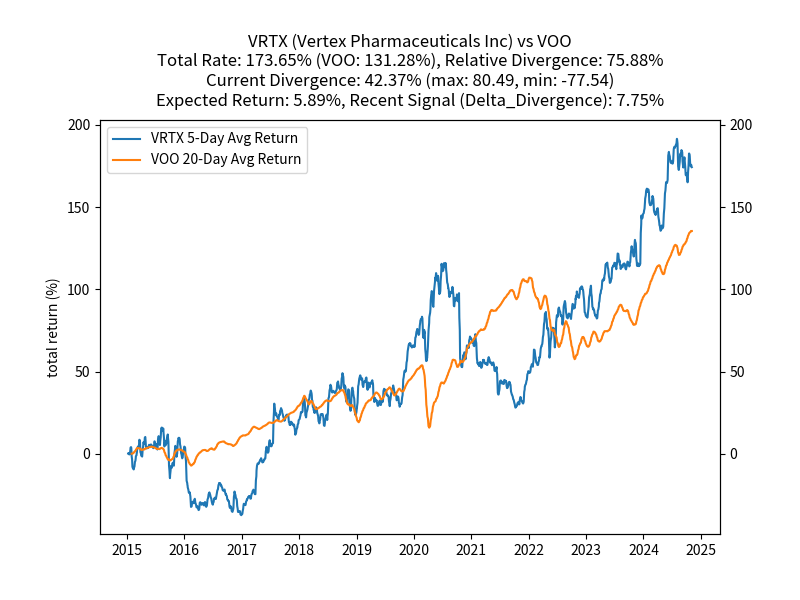 VRTX (Vertex Pharmaceuticals Inc) vs VOO
Total Rate: 173.65% (VOO: 131.28%), Relative Divergence: 75.88%
Current Divergence: 42.37% (max: 80.49, min: -77.54)
Expected Return: 5.89%, Recent Signal (Delta_Divergence): 7.75%
VRTX 5-Day Avg Return
VOO 20-Day Avg Return
total return (%)
200
150
100
50
0
200
150
100
50
0
2015 2016 2017 2018 2019 2020 2021 2022 2023 2024 2025